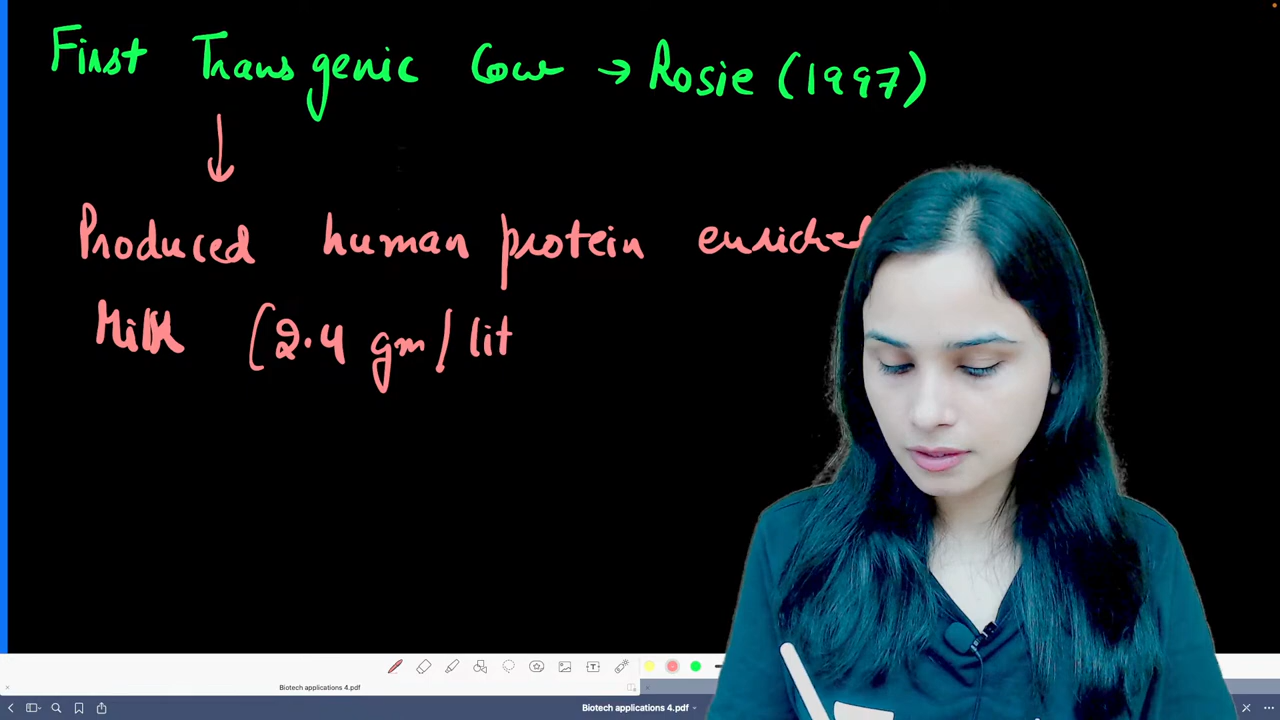 First Transgenic Cow → Rosie (1997)
↓
Produced human protein enriched
Milk (2.4 gm/lit
Biotech applications 4.pdf
Biotech applications 4.pdf